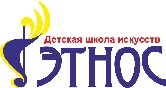 Детская школа искусств
ЭТНОС